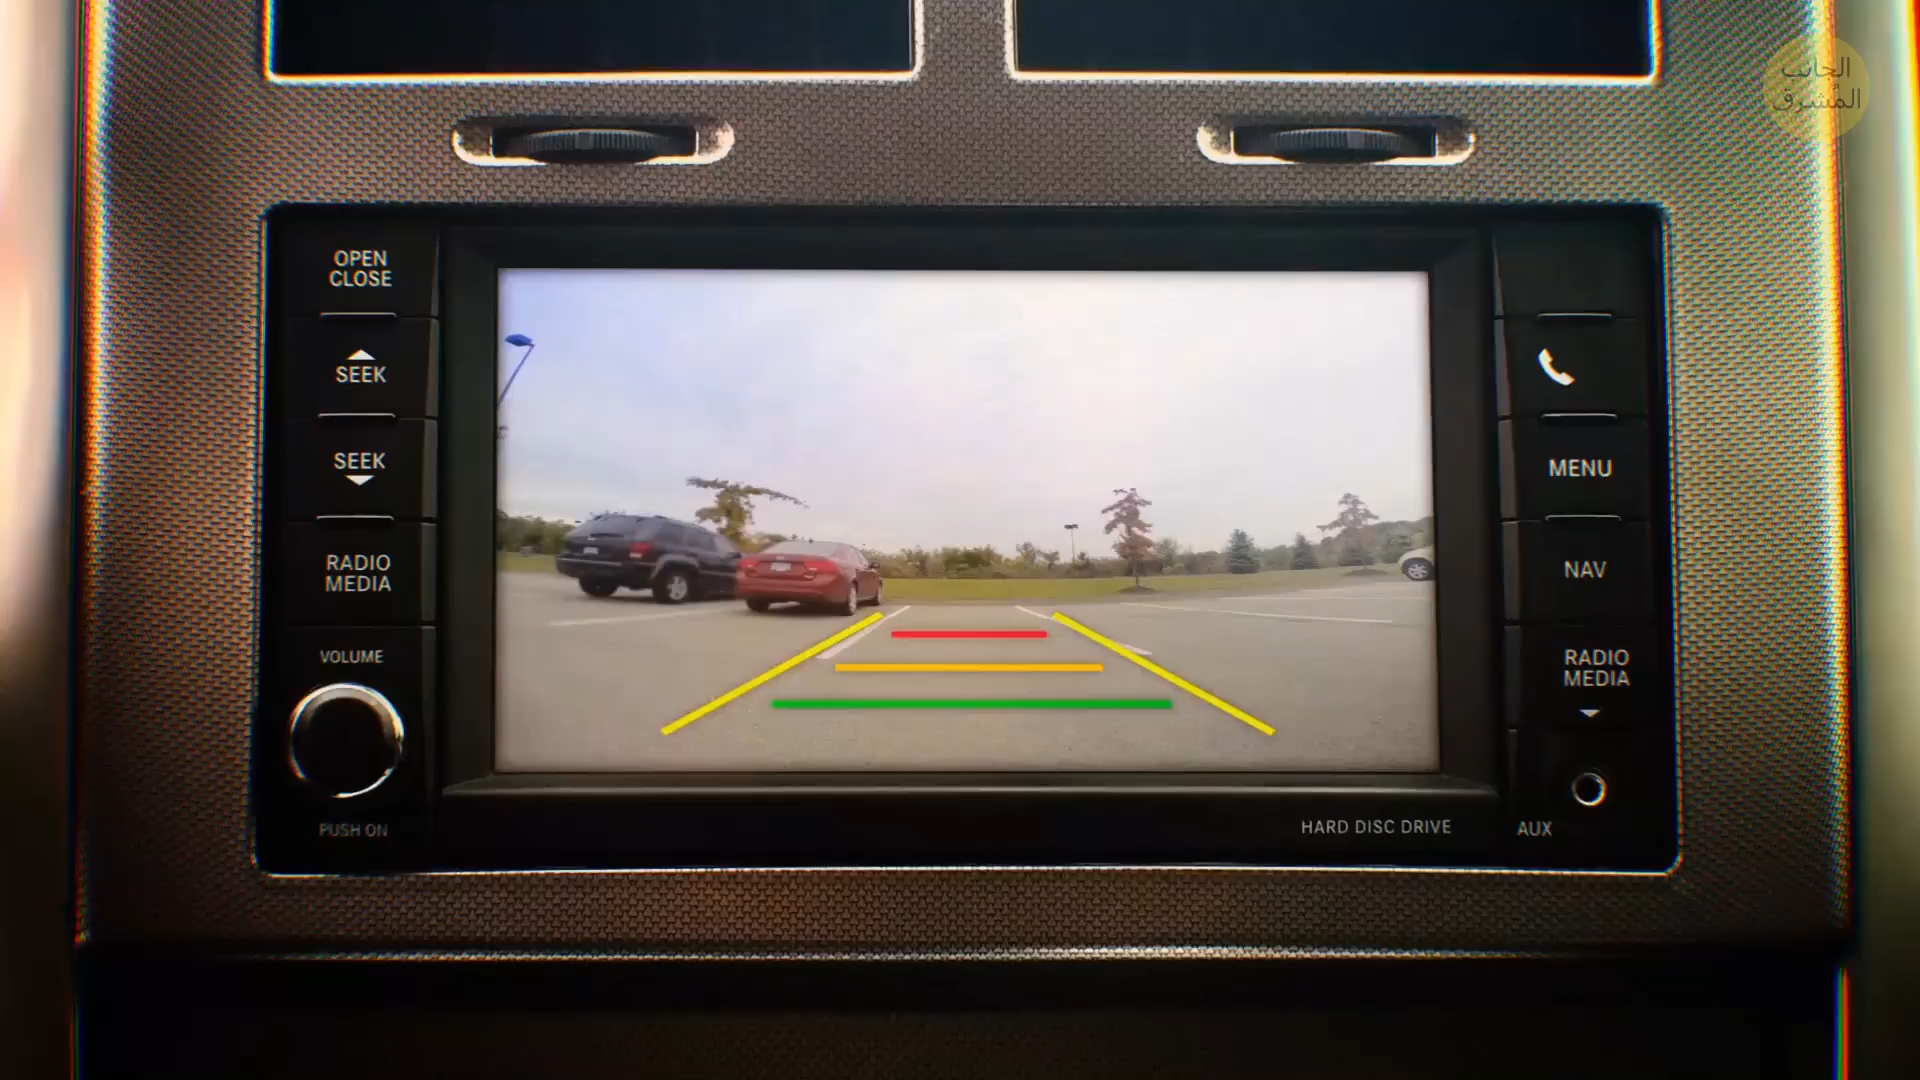 الجانب
المُشرق
OPEN
CLOSE
SEEK
SEEK
RADIO
MEDIA
VOLUME
PUSH ON
MENU
NAV
RADIO
MEDIA
HARD DISC DRIVE
AUX